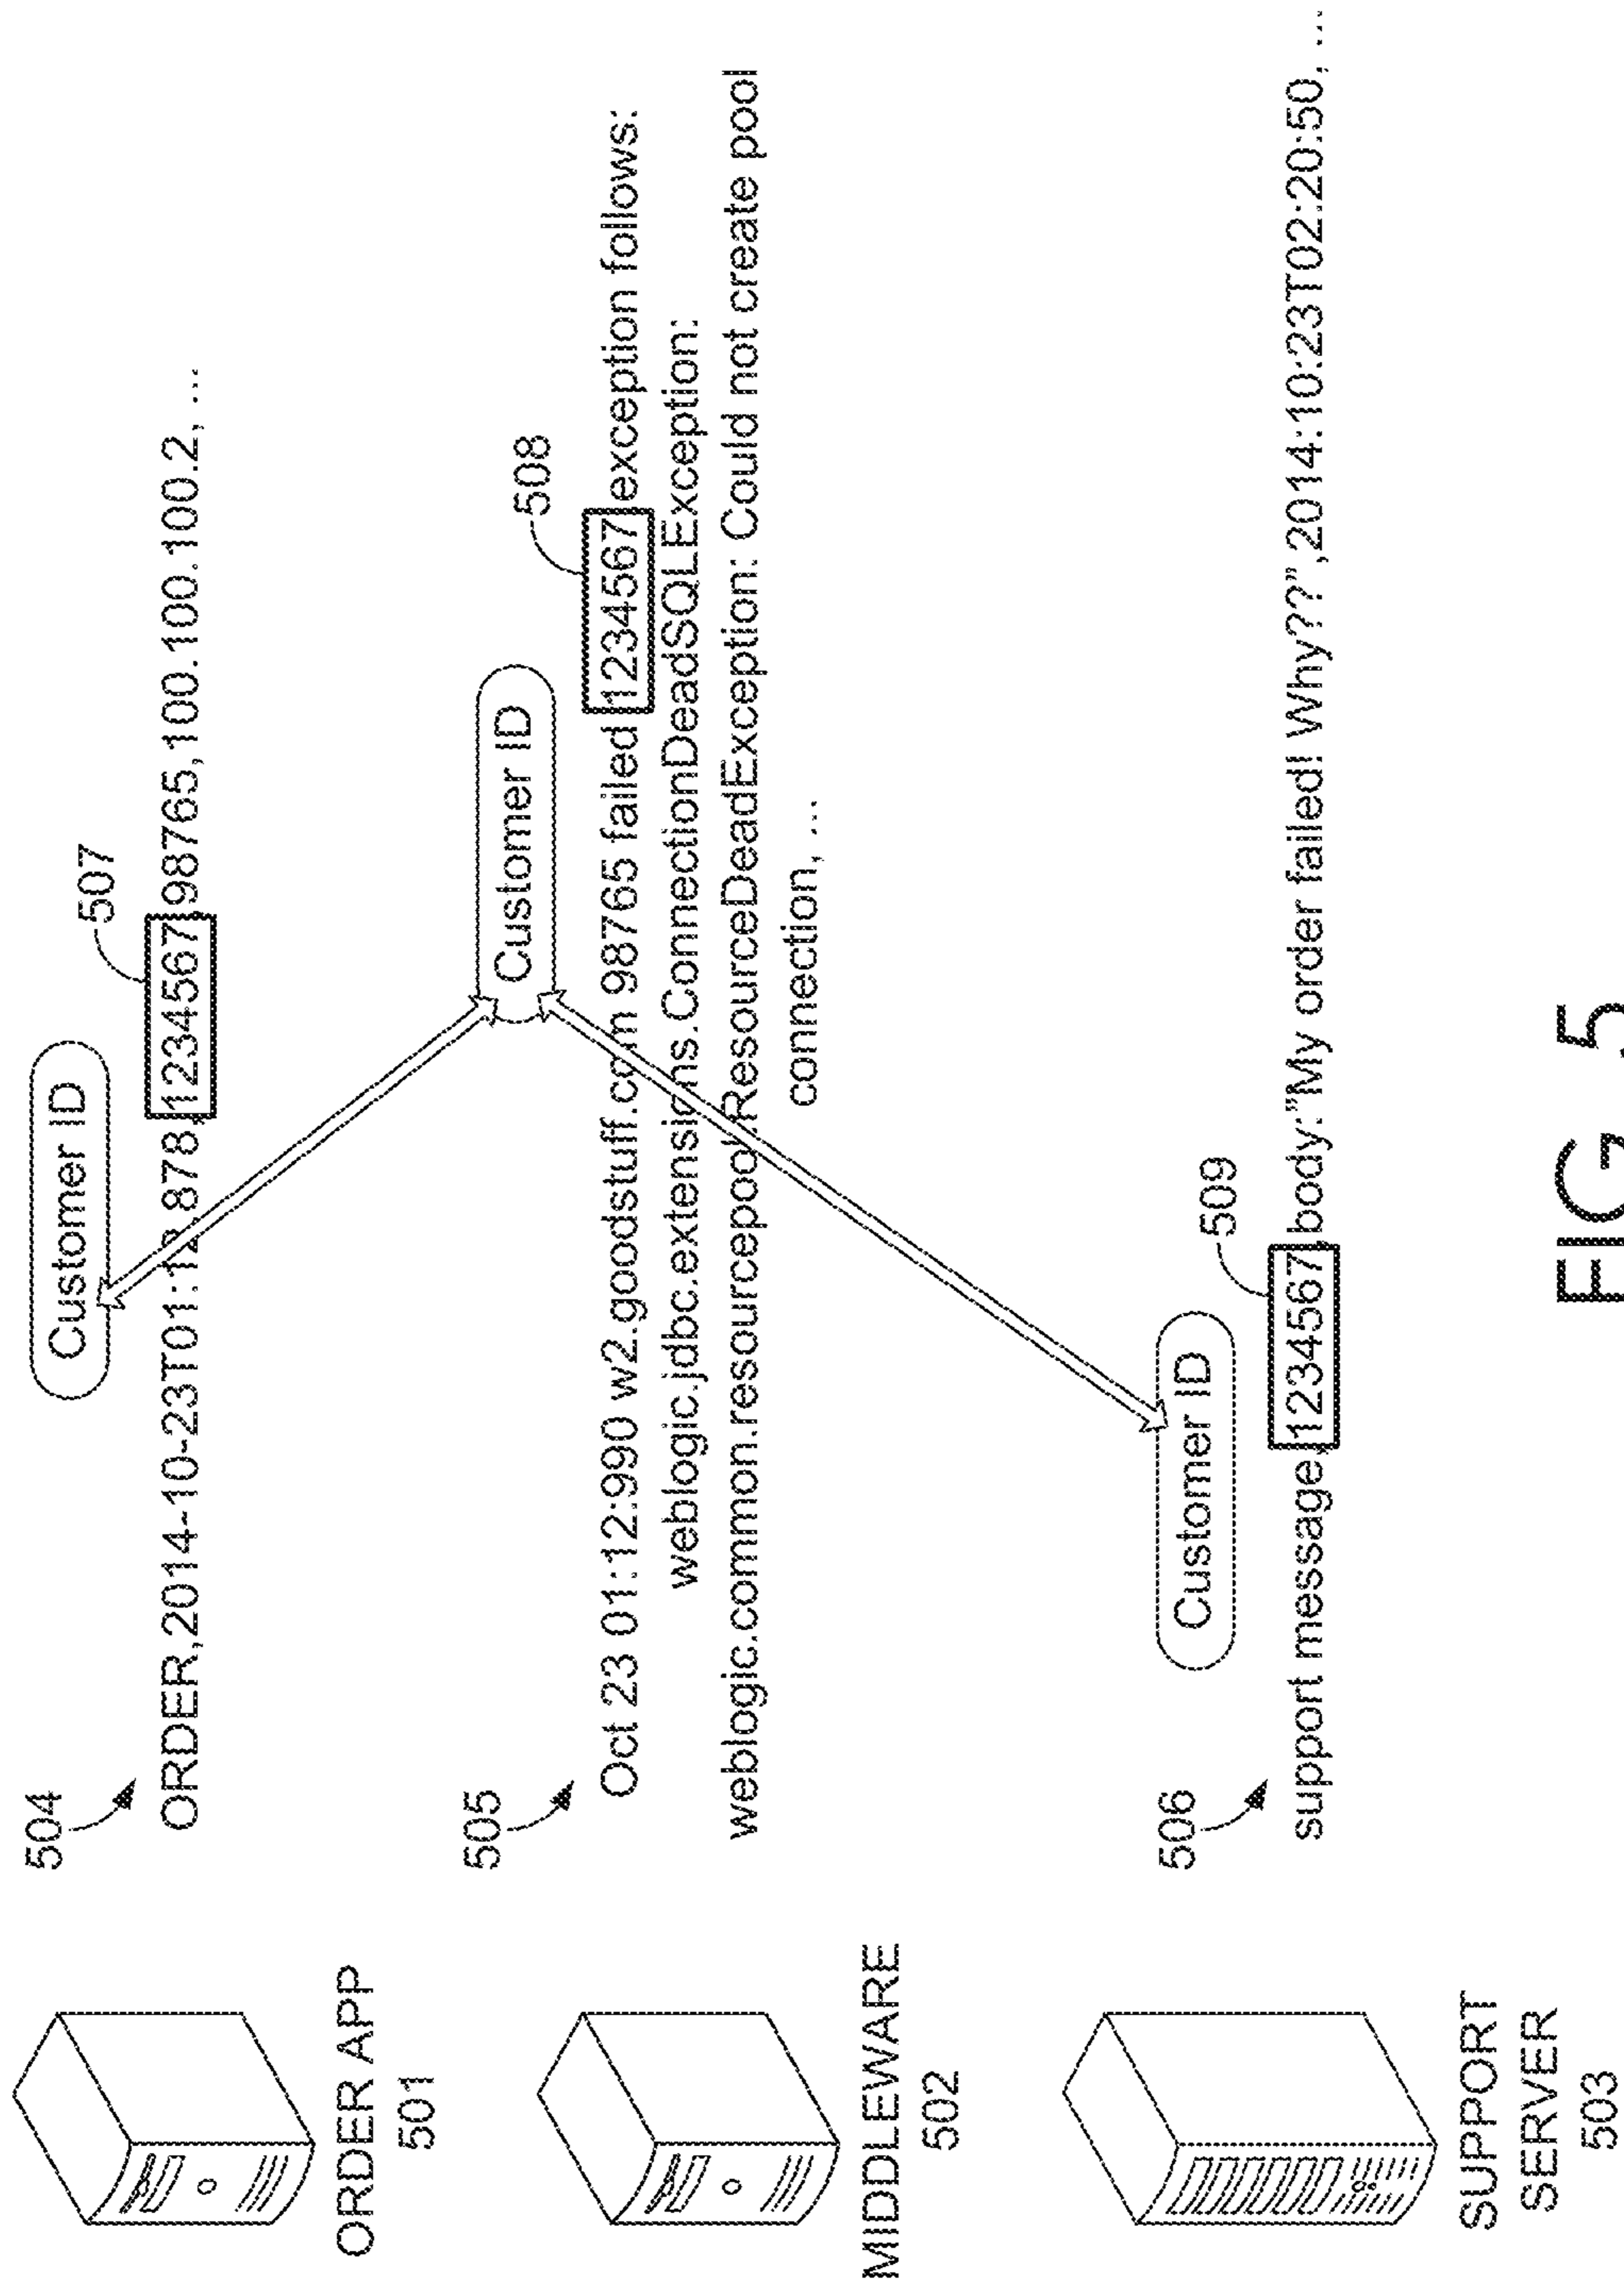 ORDER APP
501
504
Customer ID
507
ORDER,2014-10-23T01:12:878,1234567,98765,100.100.100.2, ...
MIDDLEWARE
502
505
Customer ID
508
Oct 23 01:12:990 w2.goodstuff.com 98765 failed 1234567 exception follows:
weblogic.jdbc.extensions.ConnectionDeadSQLException:
weblogic.common.resourcepool.ResourceDeadException: Could not create pool
connection, ...
SUPPORT
SERVER
503
506
Customer ID
509
support message,1234567,body:"My order failed! Why??",2014:10:23T02:20:50, ...
FIG 5